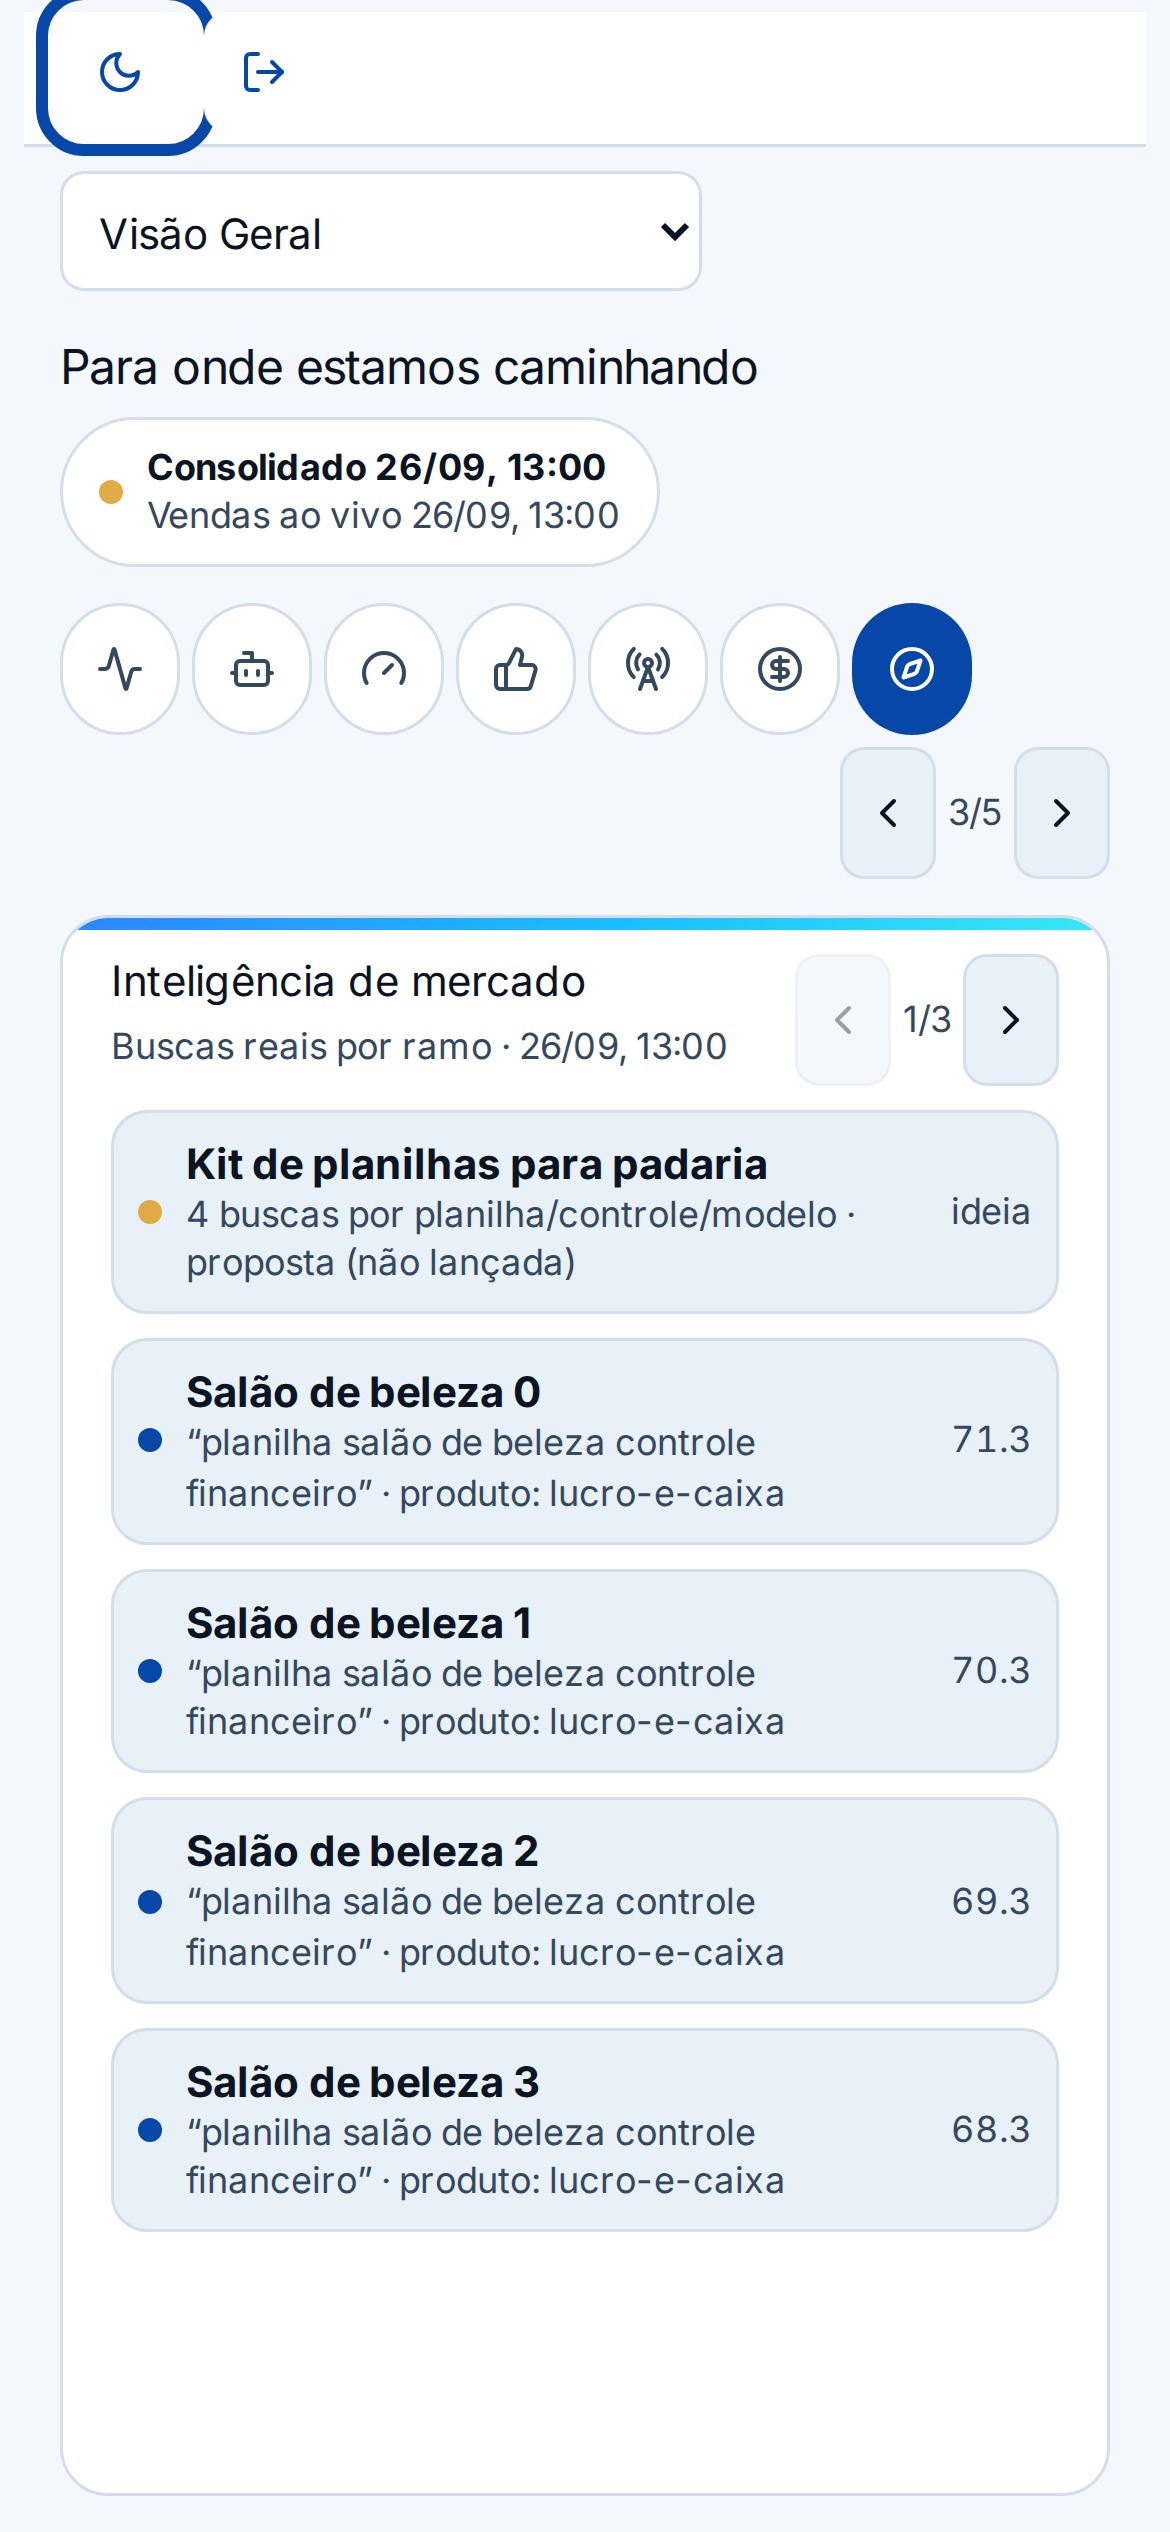 Visão Geral
Para onde estamos caminhando
Consolidado 26/09, 13:00
Vendas ao vivo 26/09, 13:00
3/5
Inteligência de mercado
Buscas reais por ramo · 26/09, 13:00
1/3
Kit de planilhas para padaria
4 buscas por planilha/controle/modelo ·
proposta (não lançada)
ideia
Salão de beleza 0
“planilha salão de beleza controle
financeiro” · produto: lucro-e-caixa
71.3
Salão de beleza 1
“planilha salão de beleza controle
financeiro” · produto: lucro-e-caixa
70.3
Salão de beleza 2
“planilha salão de beleza controle
financeiro” · produto: lucro-e-caixa
69.3
Salão de beleza 3
“planilha salão de beleza controle
financeiro” · produto: lucro-e-caixa
68.3